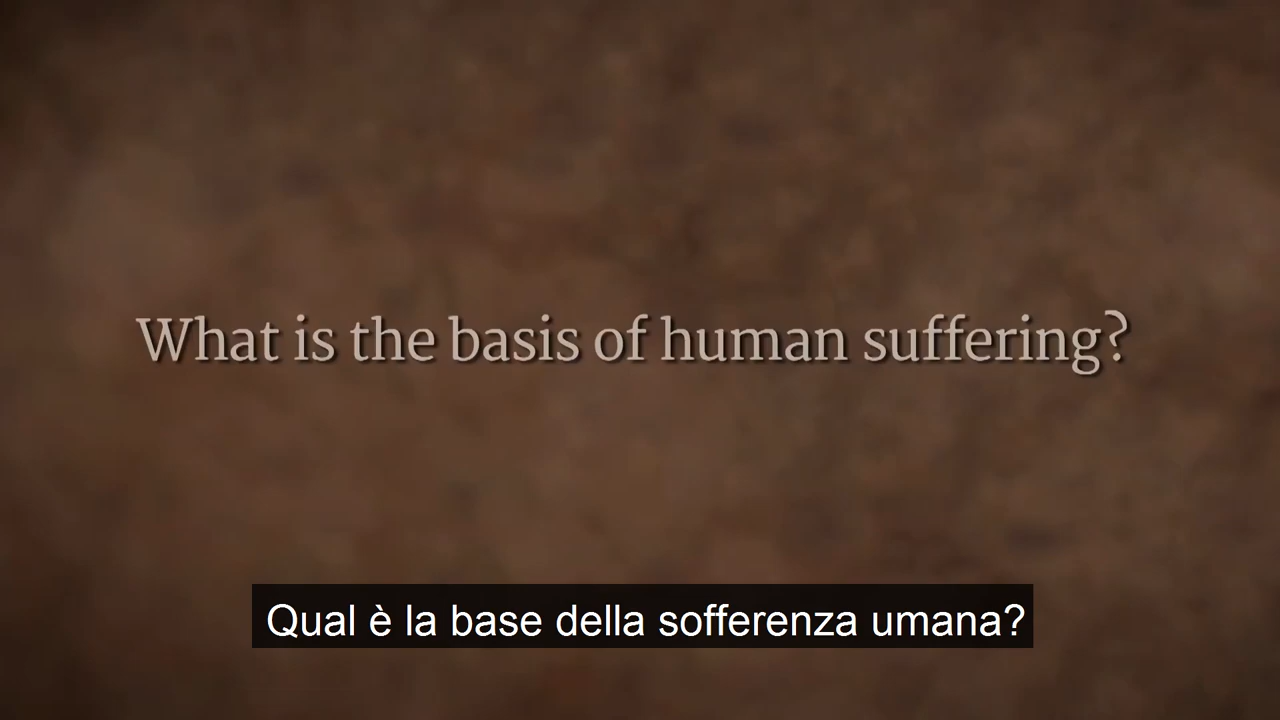 What is the basis of human suffering?
Qual è la base della sofferenza umana?